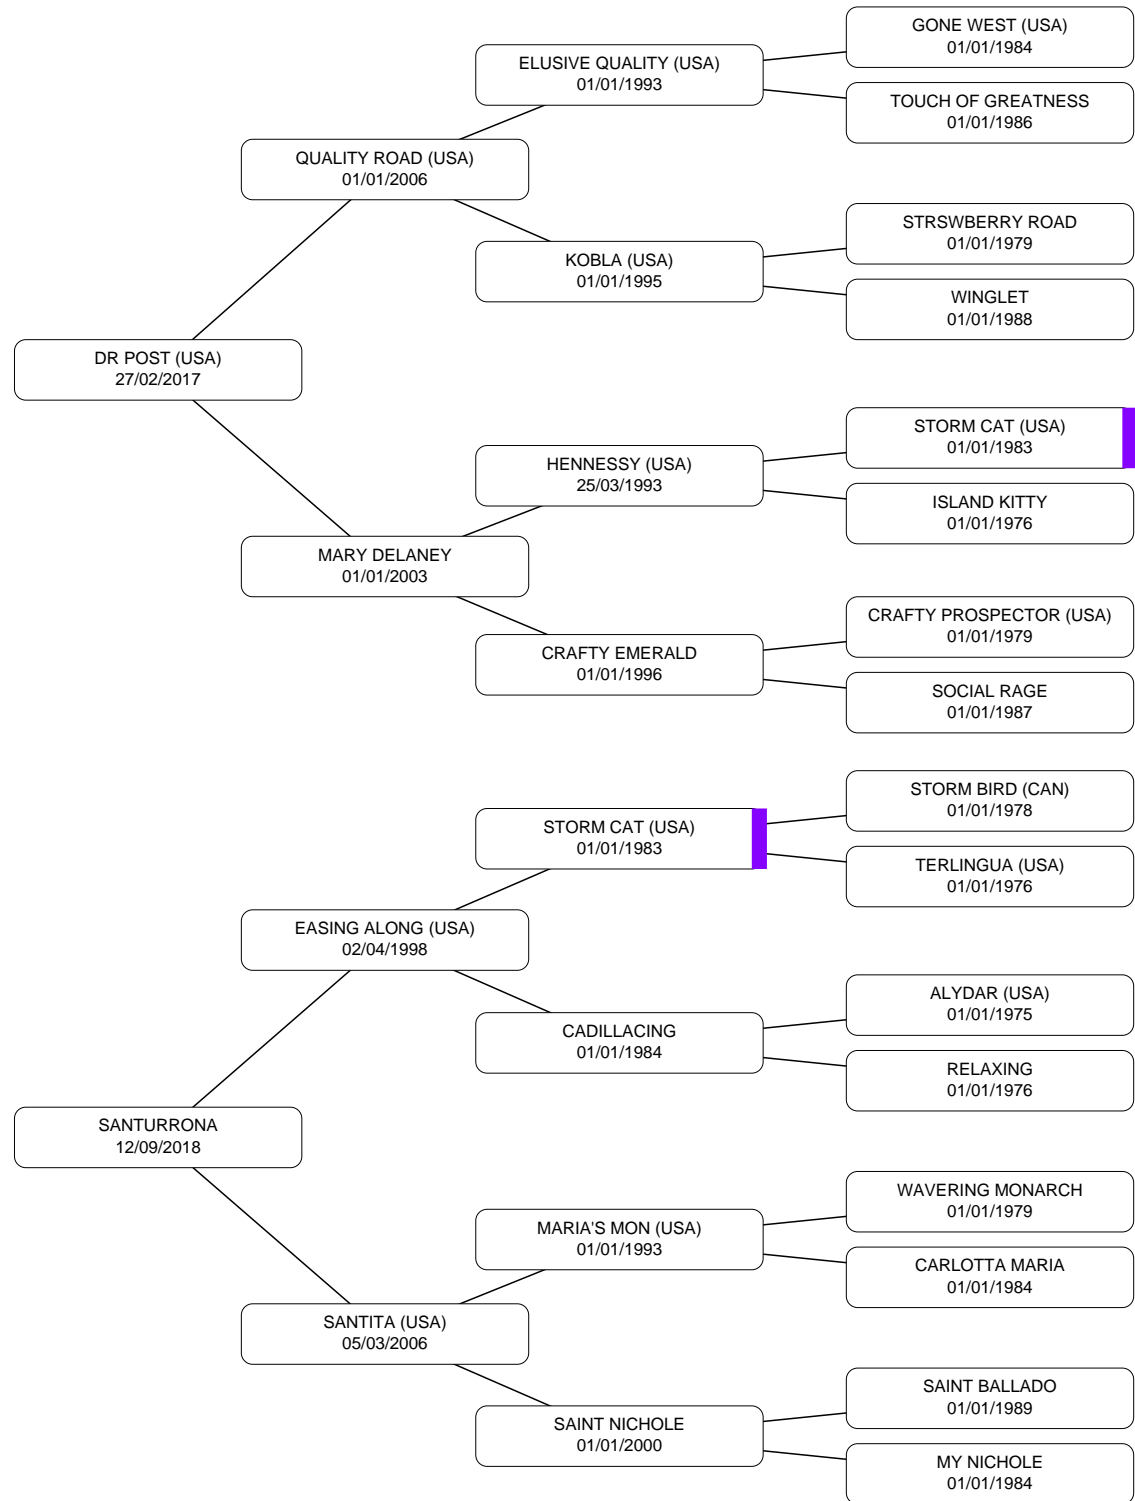 GONE WEST (USA)
01/01/1984
ELUSIVE QUALITY (USA)
01/01/1993
TOUCH OF GREATNESS
01/01/1986
QUALITY ROAD (USA)
01/01/2006
STRSWBERRY ROAD
01/01/1979
KOBLA (USA)
01/01/1995
WINGLET
01/01/1988
DR POST (USA)
27/02/2017
STORM CAT (USA)
01/01/1983
HENNESSY (USA)
25/03/1993
ISLAND KITTY
01/01/1976
MARY DELANEY
01/01/2003
CRAFTY PROSPECTOR (USA)
01/01/1979
CRAFTY EMERALD
01/01/1996
SOCIAL RAGE
01/01/1987
STORM BIRD (CAN)
01/01/1978
STORM CAT (USA)
01/01/1983
TERLINGUA (USA)
01/01/1976
EASING ALONG (USA)
02/04/1998
ALYDAR (USA)
01/01/1975
CADILLACING
01/01/1984
RELAXING
01/01/1976
SANTURRONA
12/09/2018
WAVERING MONARCH
01/01/1979
MARIA'S MON (USA)
01/01/1993
CARLOTTA MARIA
01/01/1984
SANTITA (USA)
05/03/2006
SAINT BALLADO
01/01/1989
SAINT NICHOLE
01/01/2000
MY NICHOLE
01/01/1984